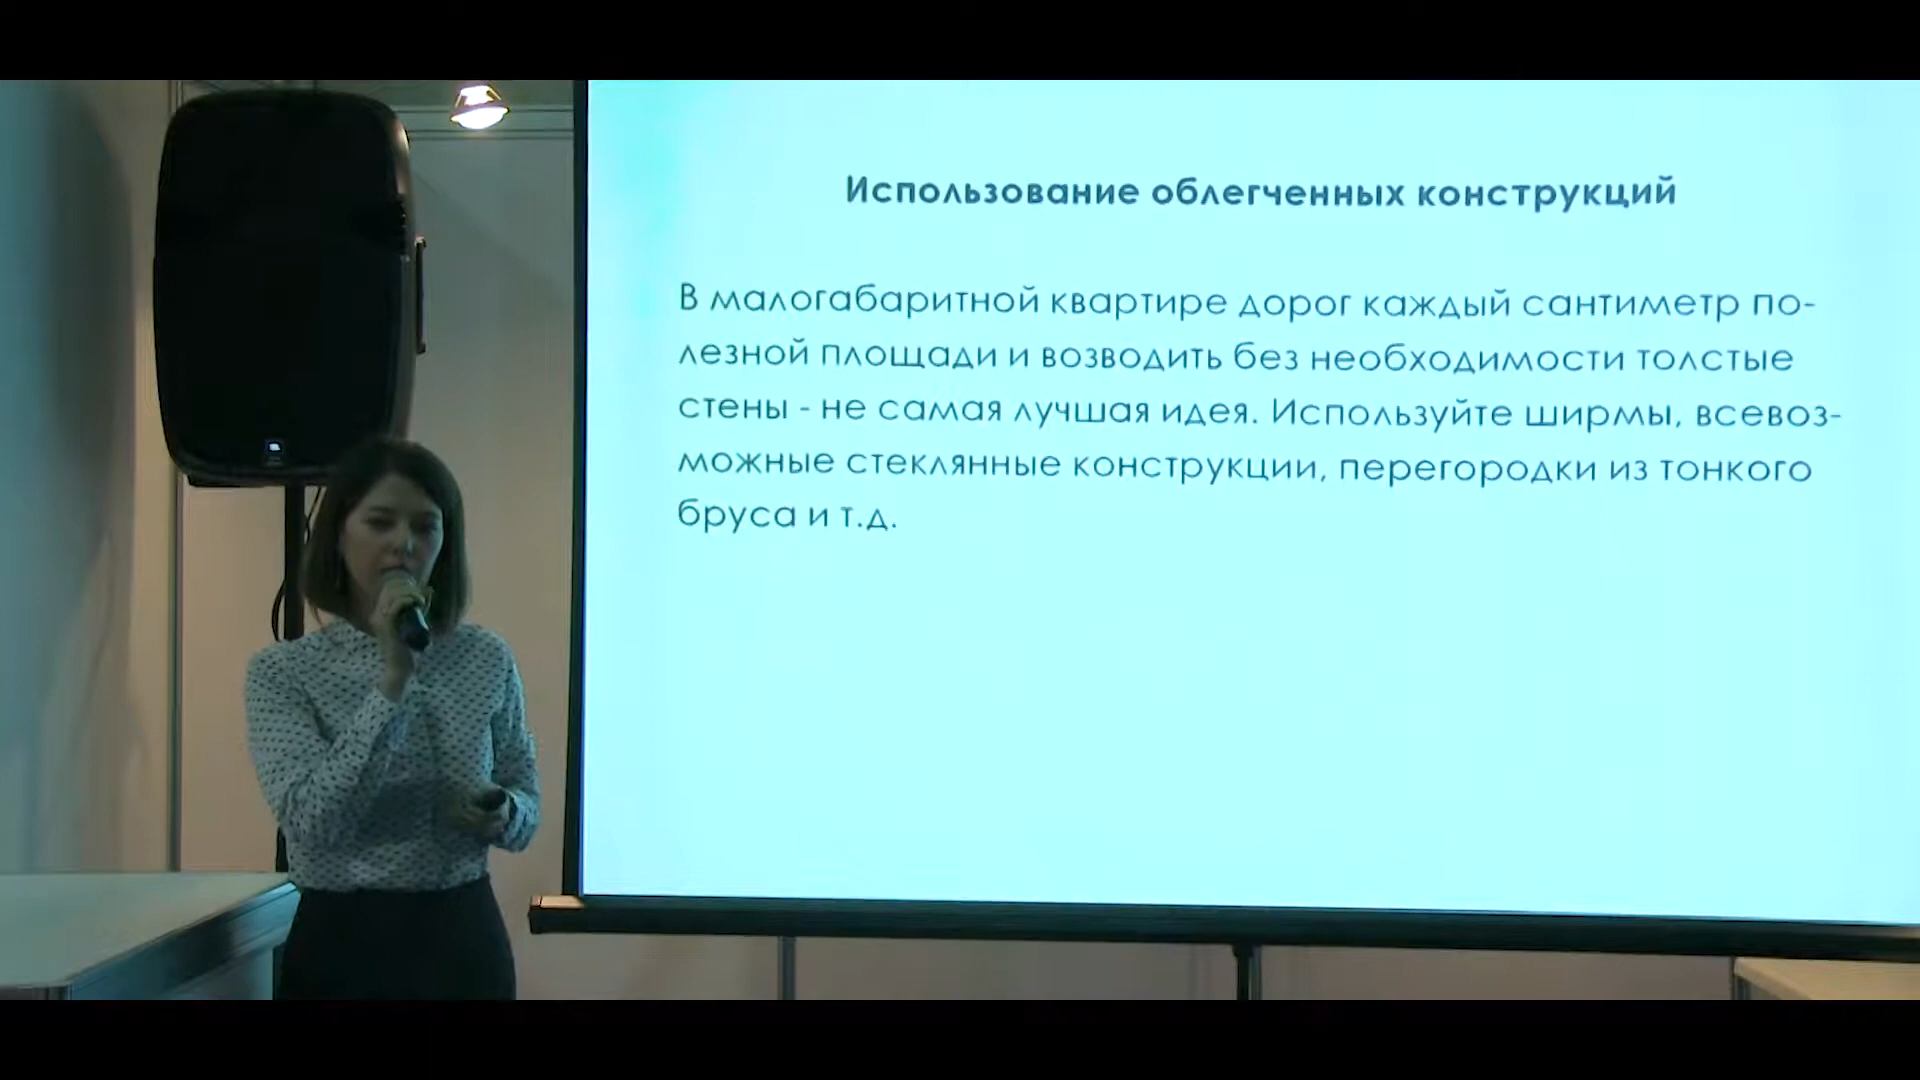 Использование облегченных конструкций
В малогабаритной квартире дорог каждый сантиметр по-
лезной площади и возводить без необходимости толстые
стены - не самая лучшая идея. Используйте ширмы, всевоз-
можные стеклянные конструкции, перегородки из тонкого
бруса и т.д.